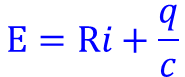 E = Ri + q/c